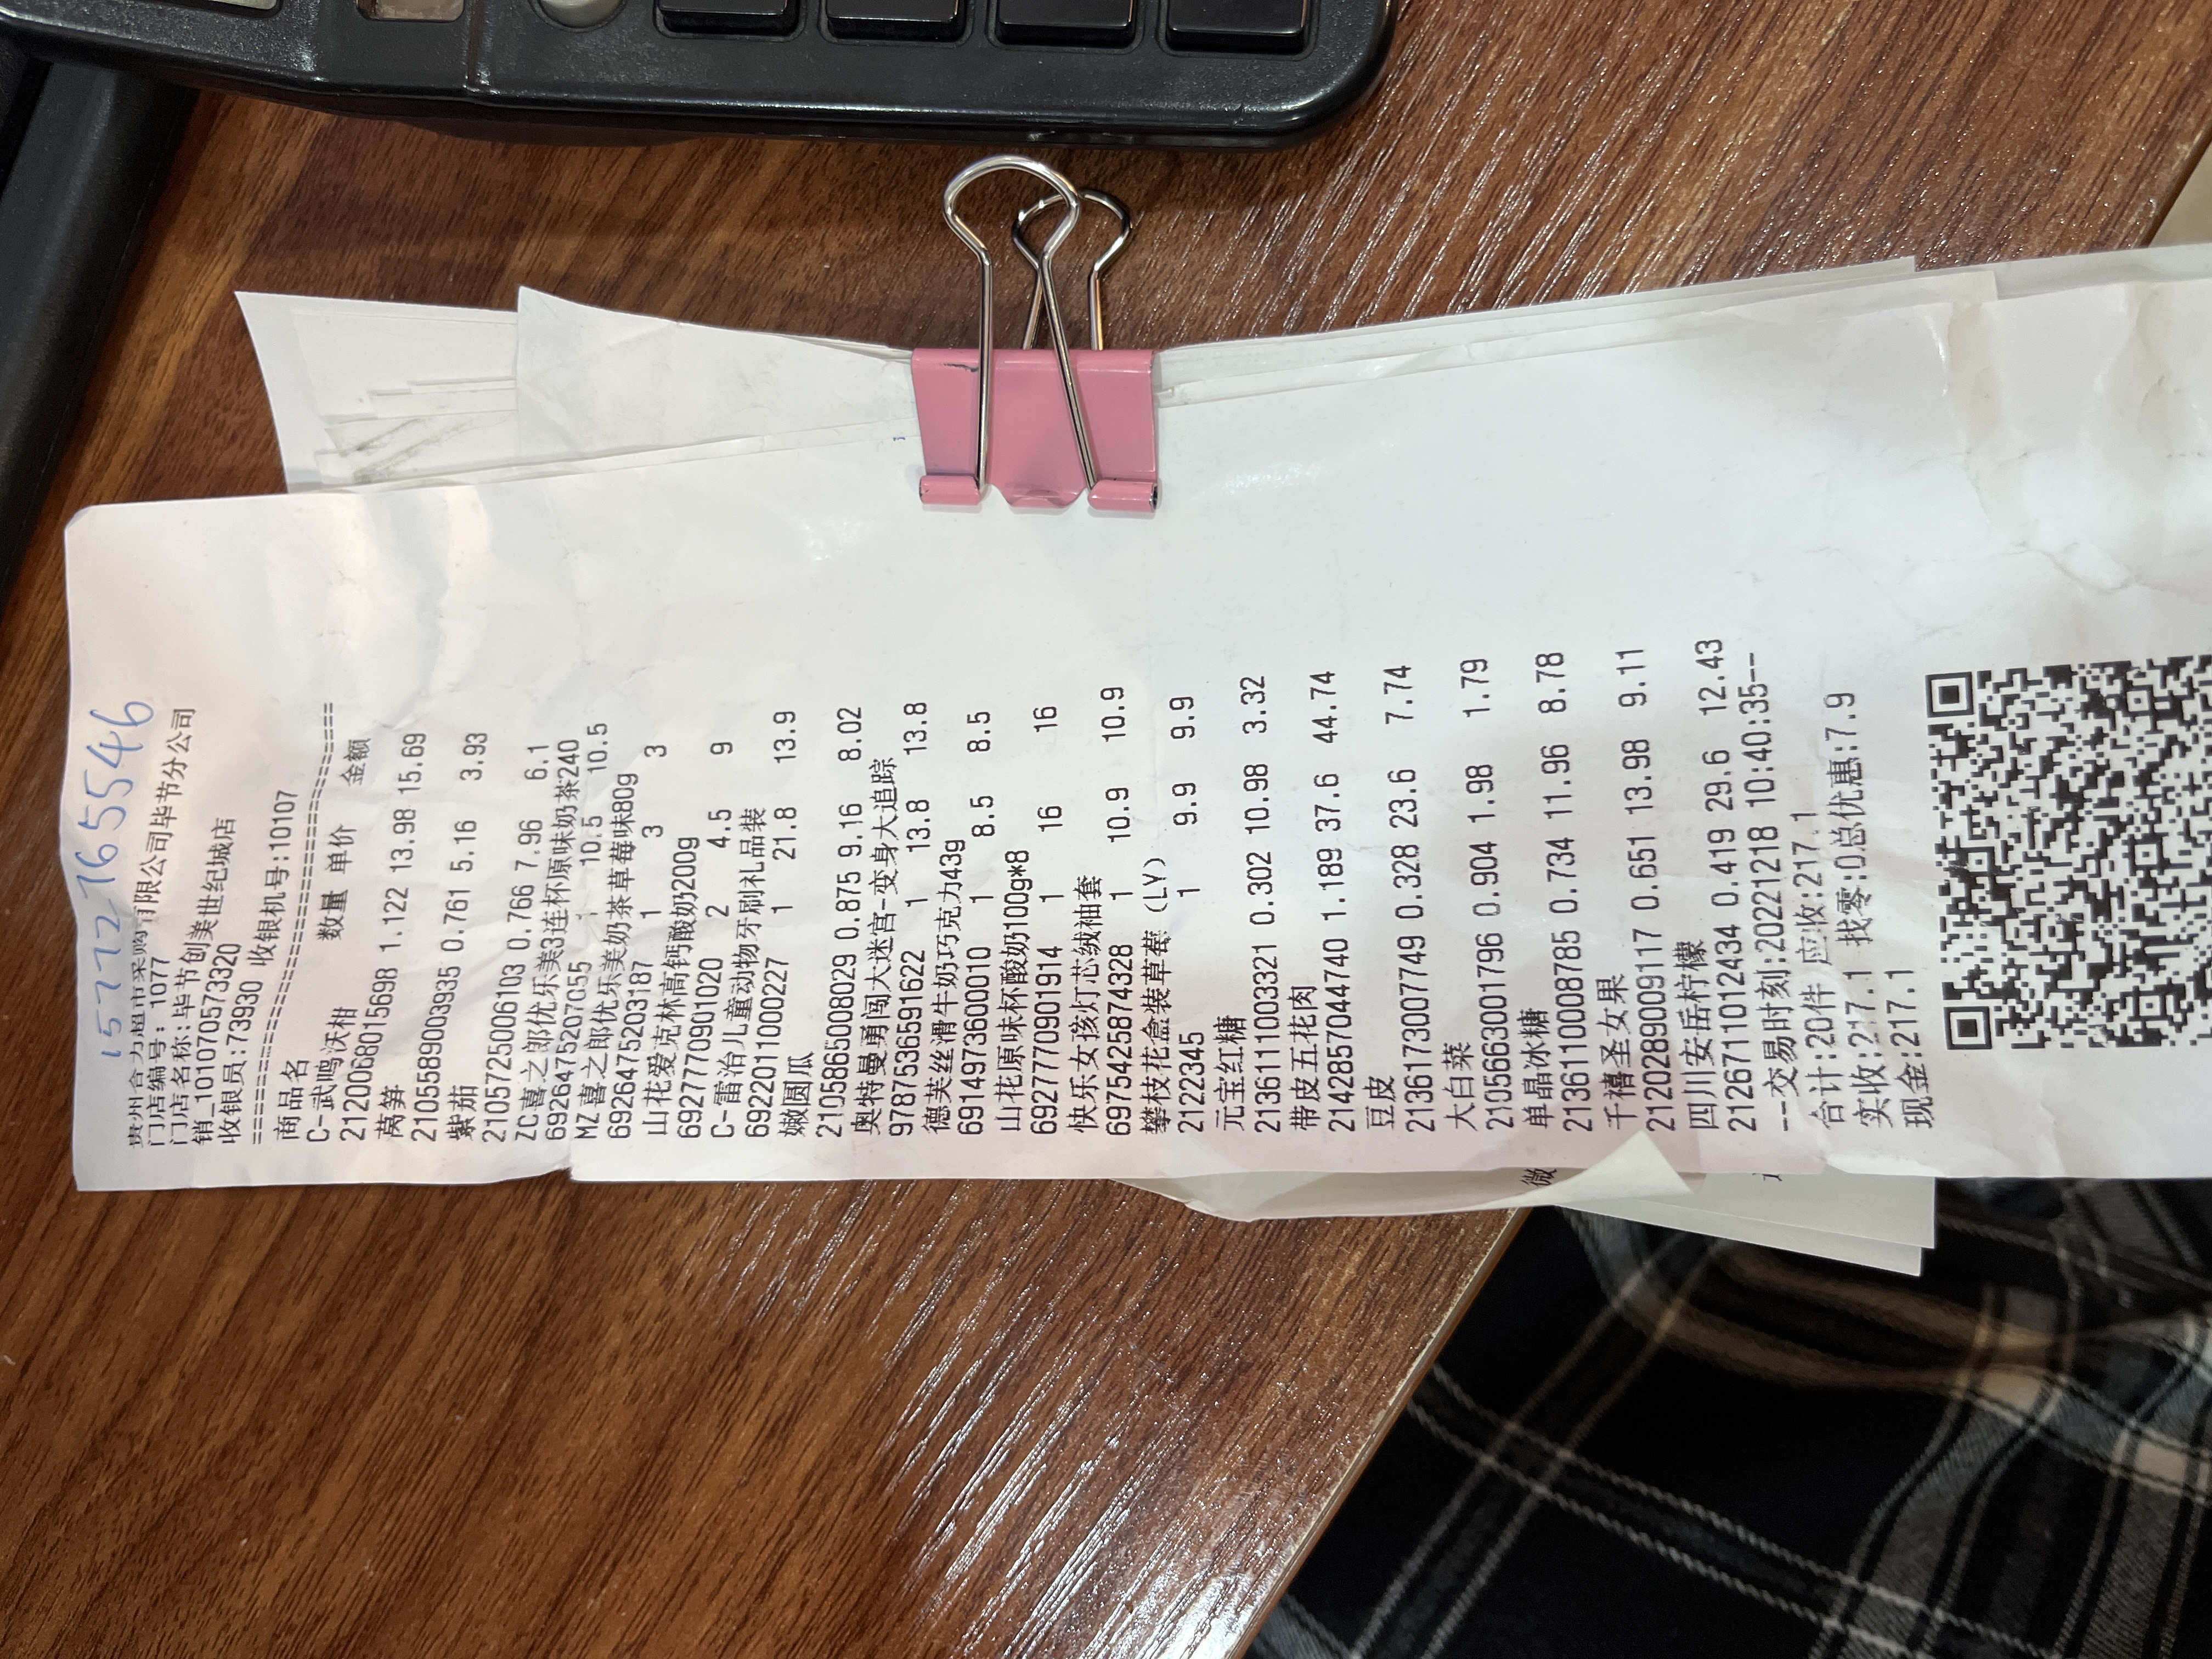 15772765546
贵州合力超市采购有限公司毕节分公司
门店编号: 1077
门店名称:毕节创美世纪城店
销_1010705​73320
收银员:73930 收银机号:10107
商品名 数量 单价 金额
C-武鸣沃柑
2120068015698 1.122 13.98 15.69
莴笋
2105589003935 0.761 5.16 3.93
紫茄
2105725006103 0.766 7.96 6.1
ZC喜之郎优乐美3连杯原味奶茶240
6926475207055 1 10.5 10.5
MZ喜之郎优乐美奶茶草莓味80g
6926475203187 1 3 3
山花爱克林高钙酸奶200g
6927770901020 2 4.5 9
C-雷治儿童动物牙刷礼品装
6922011000227 1 21.8 13.9
嫩圆瓜
2105865008029 0.875 9.16 8.02
奥特曼勇闯大迷宫-变身大追踪
9787536591622 1 13.8 13.8
德芙丝滑牛奶巧克力43g
6914973600010 1 8.5 8.5
山花原味杯酸奶100g*8
6927770901914 1 16 16
快乐女孩灯芯绒袖套
6975425874328 1 10.9 10.9
攀枝花盒装草莓 (LY)
2122345 1 9.9 9.9
元宝红糖
2136111003321 0.302 10.98 3.32
带皮五花肉
2142857044740 1.189 37.6 44.74
豆皮
2136173007749 0.328 23.6 7.74
大白菜
2105663001796 0.904 1.98 1.79
单晶冰糖
2136110008785 0.734 11.96 8.78
千禧圣女果
2120289009117 0.651 13.98 9.11
四川安岳柠檬
2126711012434 0.419 29.6 12.43
--交易时刻:20221218 10:40:35--
合计:20件 应收:217.1
实收:217.1 找零:0总优惠:7.9
现金:217.1
微